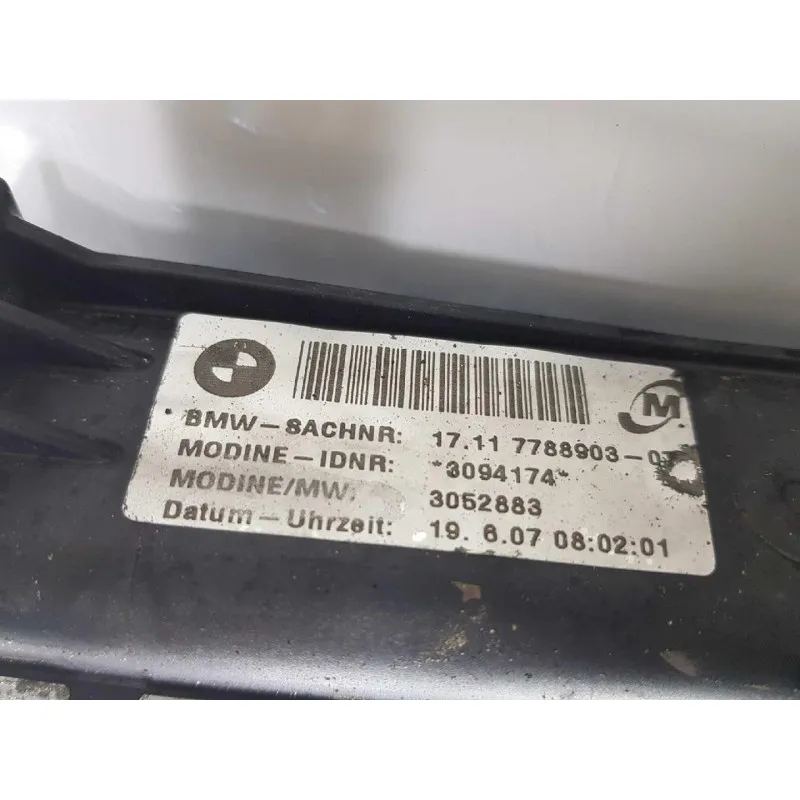 M
BMW-SACHNR: 17.11 7788903-0
MODINE-IDNR: *3094174*
MODINE/MW: 3052883
Datum-Uhrzeit: 19. 6.07 08:02:01